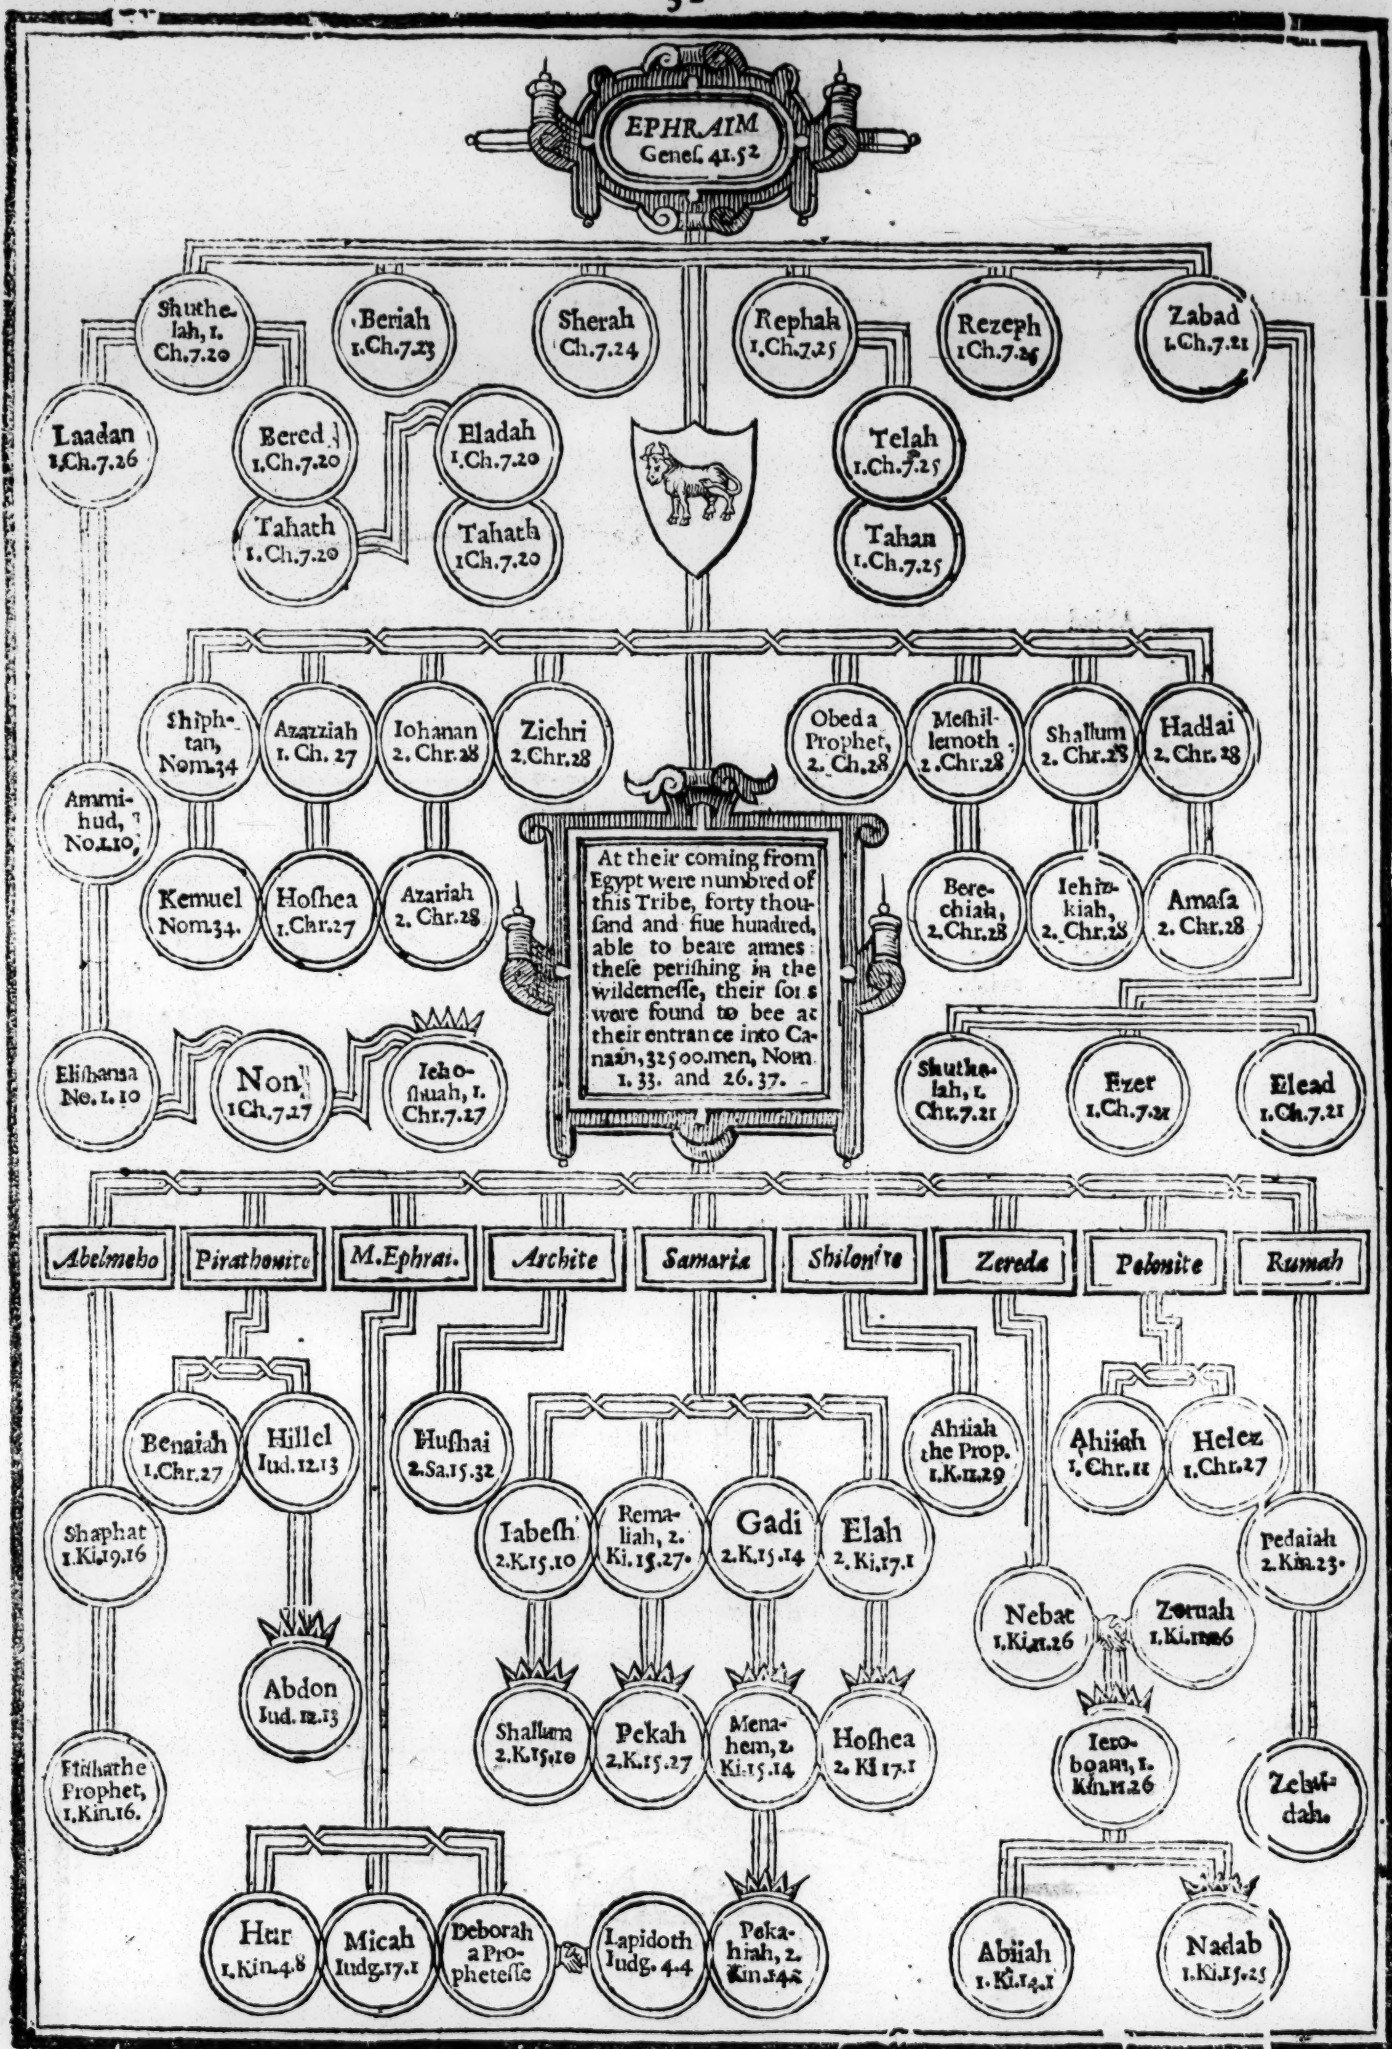 EPHRAIM
Geneſ. 41.52
Shuthe-
lah, 1.
Ch.7.20
Beriah
1.Ch.7.23
Sherah
Ch.7.24
Rephah
1.Ch.7.25
Rezeph
1Ch.7.26
Zabad
1.Ch.7.21
Laadan
1.Ch.7.26
Bered
1.Ch.7.20
Eladah
1.Ch.7.20
Telah
1.Ch.7.25
Tahath
1.Ch.7.20
Tahath
1Ch.7.20
Tahan
1.Ch.7.25
Shiph-
tan,
Nom.34
Azazziah
1. Ch. 27
Iohanan
2. Chr.28
Zichri
2.Chr.28
Obed a
Prophet,
2. Ch.28
Meſhil-
lemoth
2.Chr.28
Shallum
2. Chr.28
Hadlai
2. Chr. 28
Ammi-
hud,
No.1.10,
Kemuel
Nom.34.
Hoſhea
1.Chr.27
Azariah
2. Chr.28
Bere-
chiah,
2.Chr.28
Iehiz-
kiah,
2. Chr.28
Amaſa
2. Chr.28
At their coming from
Egypt were numbred of
this Tribe, forty thou-
ſand and fiue hundred,
able to beare armes:
theſe periſhing in the
wilderneſſe, their ſons
were found to bee at
their entrance into Ca-
naan, 32500.men, Nom.
1. 33. and 26.37.
Eliſhama
No. 1. 10
Non
1Ch.7.27
Ieho-
ſhuah, 1.
Chr.7.27
Shuthe-
lah, 1.
Chr.7.21
Ezer
1.Ch.7.21
Elead
1.Ch.7.21
Abelmeho
Pirathonite
M.Ephrai.
Archite
Samaria
Shilonite
Zereda
Pelonite
Rumah
Benaiah
1.Chr.27
Hillel
Iud.12.13
Huſhai
2.Sa.15.32
Ahiiah
the Prop.
1.K.11.29
Ahiiah
1. Chr.11
Helez
1.Chr.27
Shaphat
1.Ki.19.16
Iabeſh
2.K.15.10
Rema-
liah, 2.
Ki.15.27.
Gadi
2.K.15.14
Elah
2. Ki.17.1
Pedaiah
2.Kin.23.
Nebat
1.Ki.11.26
Zeruah
Abdon
Iud. 12.13
Shallum
2.K.15.10
Pekah
2.K.15.27
Mena-
hem, 2.
Ki.15.14
Hoſhea
2. Ki 17.1
Iero-
boam, 1.
Kin.11.26
Eliſha the
Prophet,
1.Kin.16.
Zebu-
dah.
Hur
1.Kin.4.8
Micah
Iudg.17.1
Deborah
a Pro-
pheteſſe
Lapidoth
Iudg. 4.4
Peka-
hiah, 2.
Abiiah
1. Ki.14.1
Nadab
1.Ki.15.25